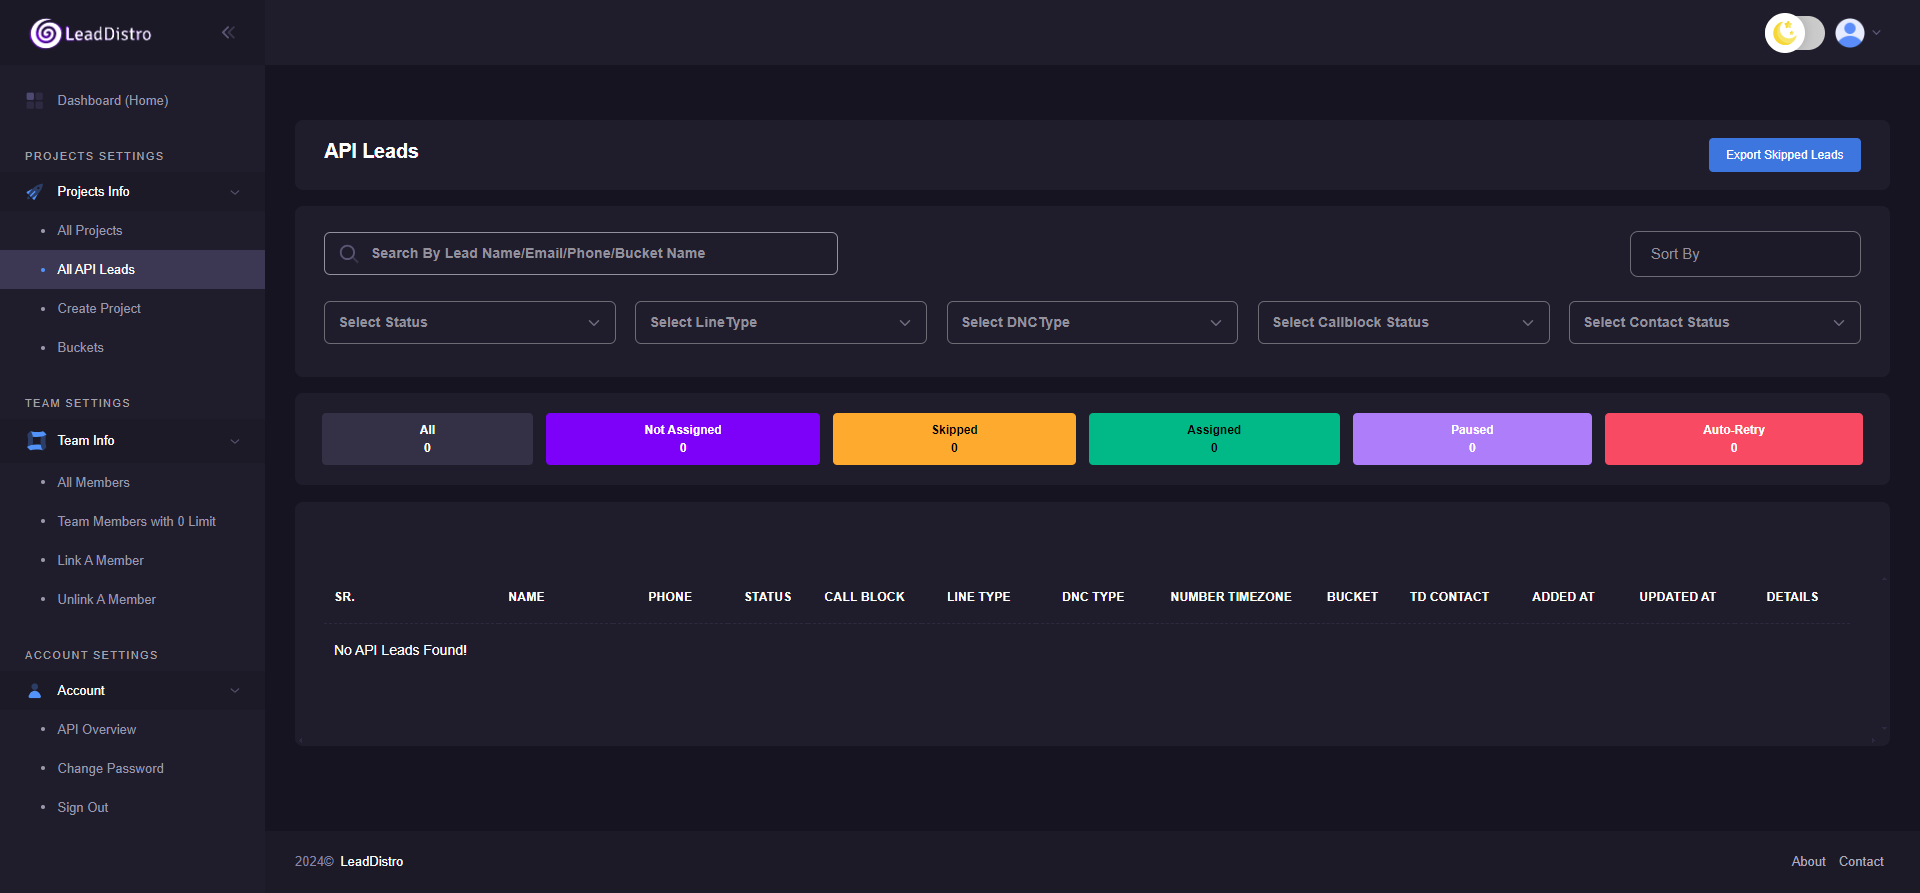 LeadDistro
Dashboard (Home)
PROJECTS SETTINGS
Projects Info
All Projects
All API Leads
Create Project
Buckets
TEAM SETTINGS
Team Info
All Members
Team Members with 0 Limit
Link A Member
Unlink A Member
ACCOUNT SETTINGS
Account
API Overview
Change Password
Sign Out
API Leads
Export Skipped Leads
Search By Lead Name/Email/Phone/Bucket Name
Sort By
Select Status
Select LineType
Select DNCType
Select Callblock Status
Select Contact Status
All
0
Not Assigned
0
Skipped
0
Assigned
0
Paused
0
Auto-Retry
0
SR. NAME PHONE STATUS CALL BLOCK LINE TYPE DNC TYPE NUMBER TIMEZONE BUCKET TD CONTACT ADDED AT UPDATED AT DETAILS
No API Leads Found!
2024© LeadDistro
About Contact